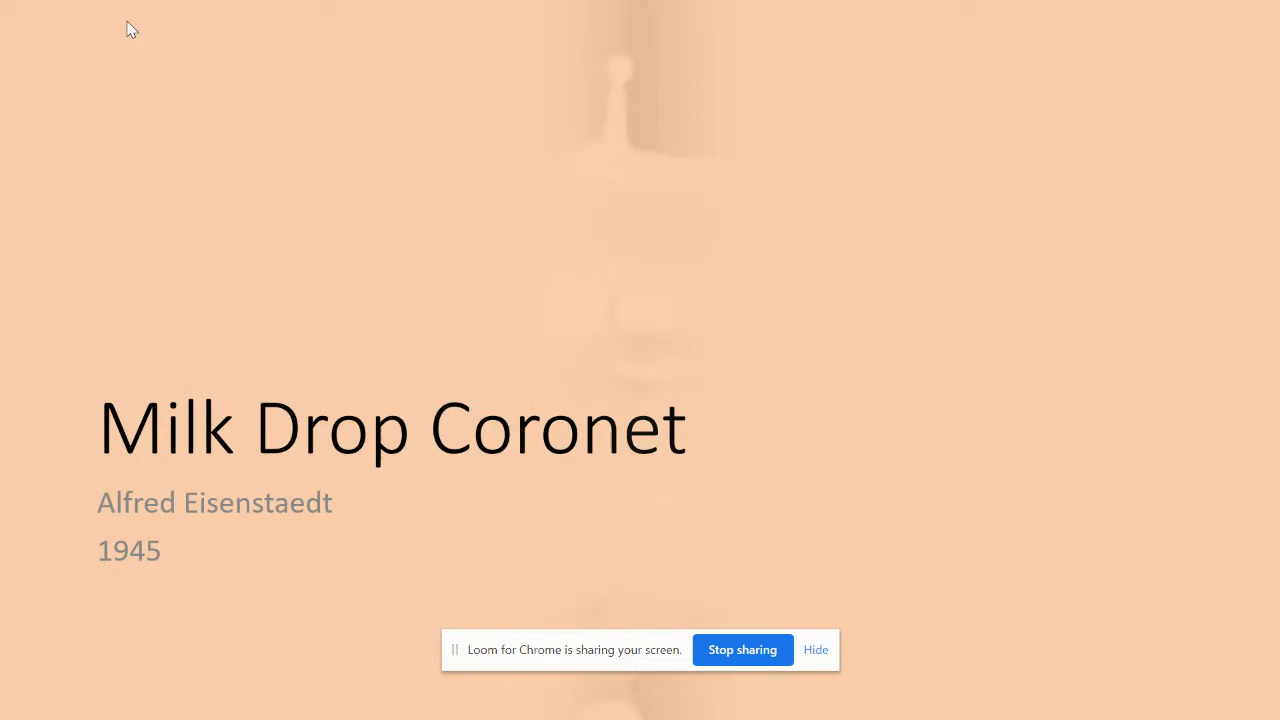 Milk Drop Coronet
Alfred Eisenstaedt
1945
Loom for Chrome is sharing your screen. Stop sharing Hide